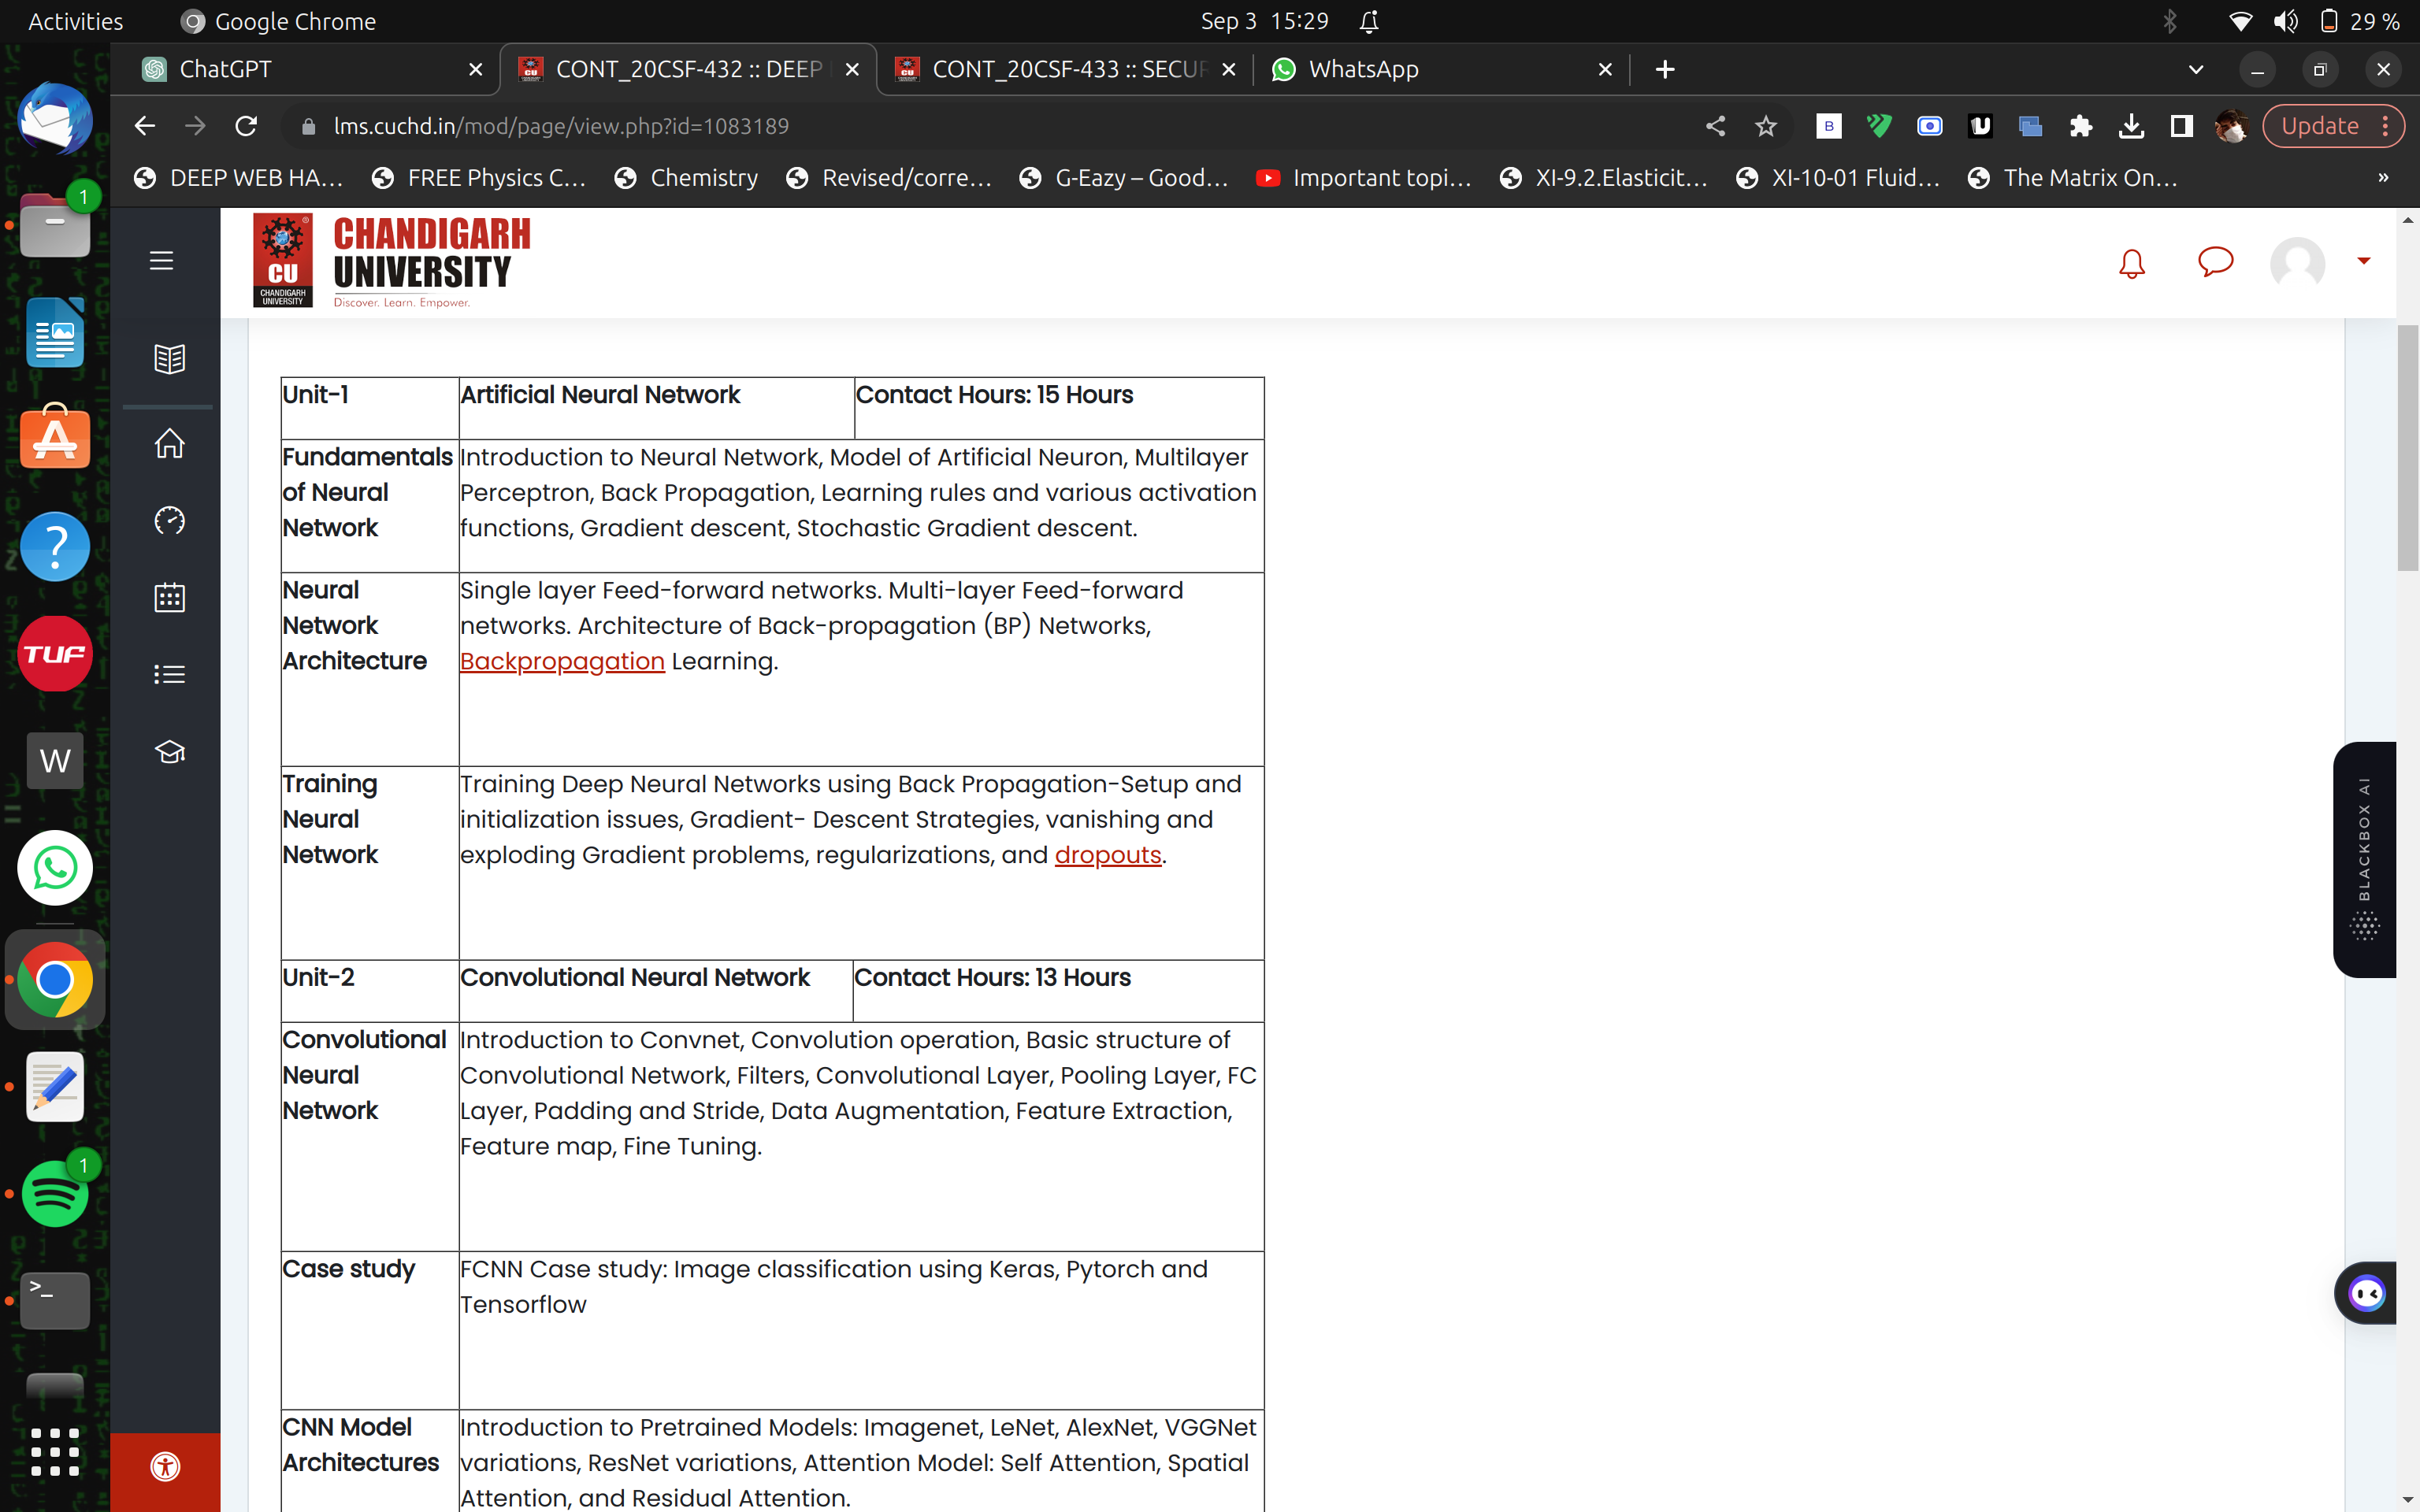 Activities
Google Chrome
Sep 3 15:29
29 %
ChatGPT
CONT_20CSF-432 :: DEEP
CONT_20CSF-433 :: SECUR
WhatsApp
lms.cuchd.in/mod/page/view.php?id=1083189
B
Update
DEEP WEB HA...
FREE Physics C...
Chemistry
Revised/corre...
G-Eazy – Good...
Important topi...
XI-9.2.Elasticit...
XI-10-01 Fluid...
The Matrix On...
»
1
CU
CHANDIGARH
UNIVERSITY
CHANDIGARH
UNIVERSITY
Discover. Learn. Empower.
Unit-1
Artificial Neural Network
Contact Hours: 15 Hours
Fundamentals
of Neural
Network
Introduction to Neural Network, Model of Artificial Neuron, Multilayer
Perceptron, Back Propagation, Learning rules and various activation
functions, Gradient descent, Stochastic Gradient descent.
Neural
Network
Architecture
Single layer Feed-forward networks. Multi-layer Feed-forward
networks. Architecture of Back-propagation (BP) Networks,
Backpropagation Learning.
Training
Neural
Network
Training Deep Neural Networks using Back Propagation-Setup and
initialization issues, Gradient- Descent Strategies, vanishing and
exploding Gradient problems, regularizations, and dropouts.
Unit-2
Convolutional Neural Network
Contact Hours: 13 Hours
Convolutional
Neural
Network
Introduction to Convnet, Convolution operation, Basic structure of
Convolutional Network, Filters, Convolutional Layer, Pooling Layer, FC
Layer, Padding and Stride, Data Augmentation, Feature Extraction,
Feature map, Fine Tuning.
Case study
FCNN Case study: Image classification using Keras, Pytorch and
Tensorflow
CNN Model
Architectures
Introduction to Pretrained Models: Imagenet, LeNet, AlexNet, VGGNet
variations, ResNet variations, Attention Model: Self Attention, Spatial
Attention, and Residual Attention.
?
TUF
W
1
>_
BLACKBOX AI